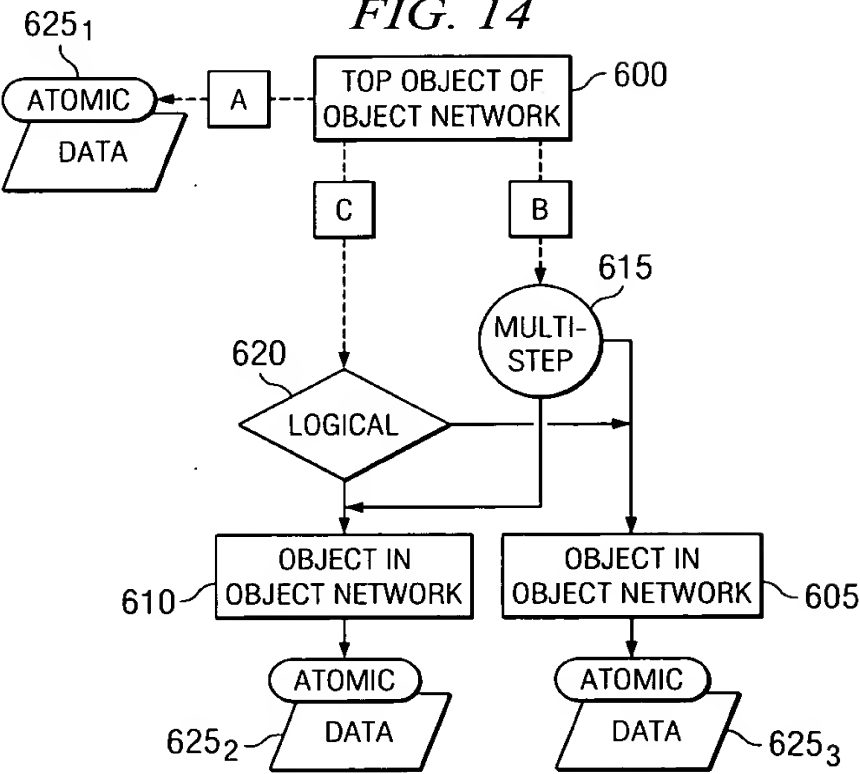 FIG. 14
625₁
ATOMIC
DATA
A
TOP OBJECT OF
OBJECT NETWORK
600
C
B
615
MULTI-
STEP
620
LOGICAL
OBJECT IN
OBJECT NETWORK
610
OBJECT IN
OBJECT NETWORK
605
ATOMIC
DATA
625₂
ATOMIC
DATA
625₃